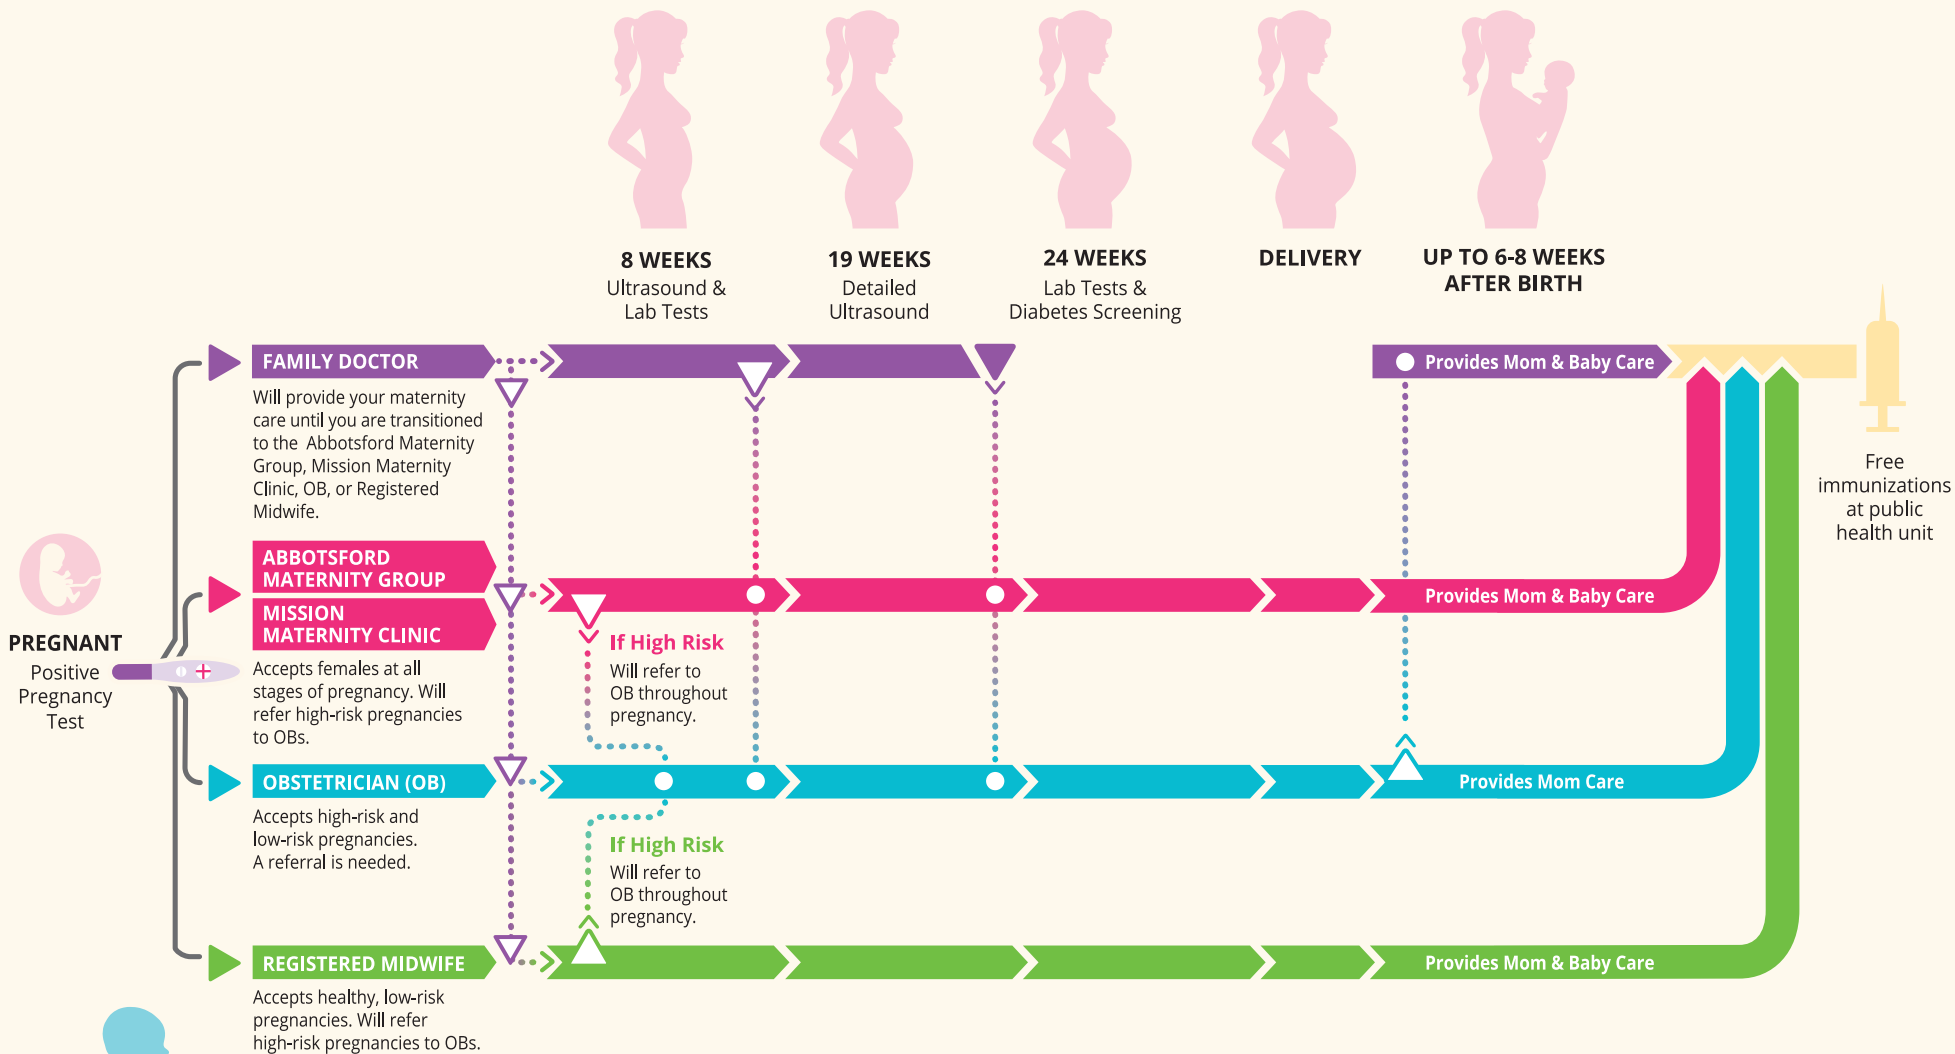 8 WEEKS
Ultrasound &
Lab Tests
19 WEEKS
Detailed
Ultrasound
24 WEEKS
Lab Tests &
Diabetes Screening
DELIVERY
UP TO 6-8 WEEKS
AFTER BIRTH
FAMILY DOCTOR
Will provide your maternity
care until you are transitioned
to the Abbotsford Maternity
Group, Mission Maternity
Clinic, OB, or Registered
Midwife.
Provides Mom & Baby Care
Free
immunizations
at public
health unit
PREGNANT
Positive
Pregnancy
Test
ABBOTSFORD
MATERNITY GROUP
MISSION
MATERNITY CLINIC
Accepts females at all
stages of pregnancy. Will
refer high-risk pregnancies
to OBs.
If High Risk
Will refer to
OB throughout
pregnancy.
Provides Mom & Baby Care
OBSTETRICIAN (OB)
Accepts high-risk and
low-risk pregnancies.
A referral is needed.
Provides Mom Care
If High Risk
Will refer to
OB throughout
pregnancy.
REGISTERED MIDWIFE
Accepts healthy, low-risk
pregnancies. Will refer
high-risk pregnancies to OBs.
Provides Mom & Baby Care